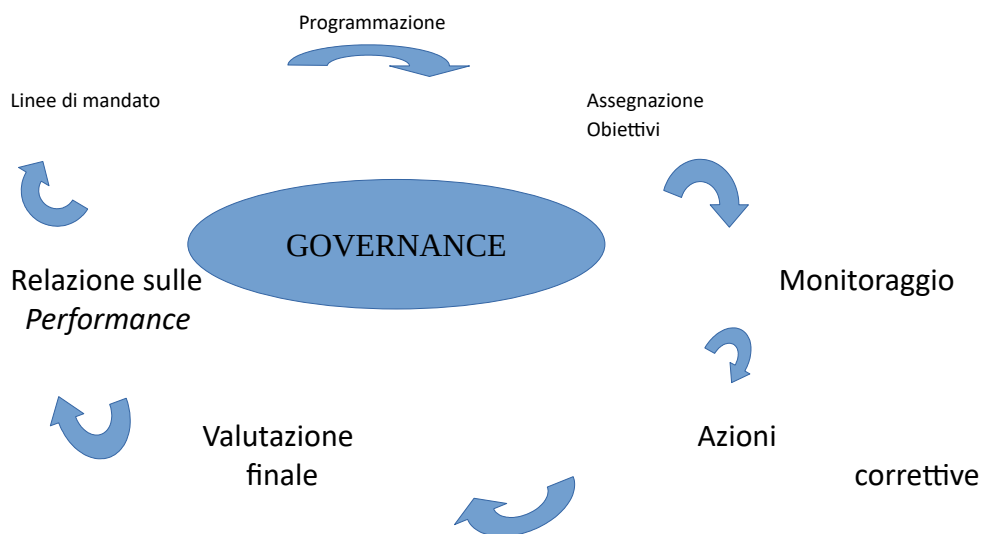 Programmazione
Linee di mandato
Assegnazione
Obiettivi
GOVERNANCE
Relazione sulle
Performance
Monitoraggio
Valutazione
finale
Azioni
correttive